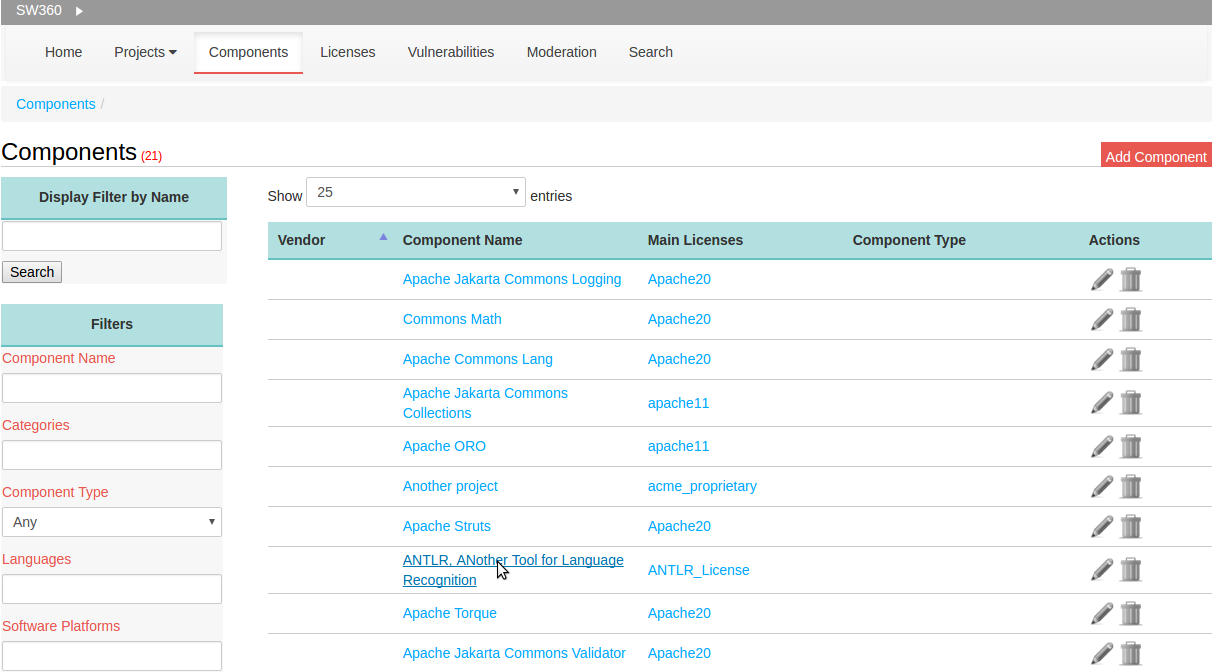 SW360
Home Projects Components Licenses Vulnerabilities Moderation Search
Components /
Components (21)
Add Component
Display Filter by Name
Search
Filters
Component Name
Categories
Component Type
Any
Languages
Software Platforms
Show 25 entries
Vendor Component Name Main Licenses Component Type Actions
Apache Jakarta Commons Logging Apache20
Commons Math Apache20
Apache Commons Lang Apache20
Apache Jakarta Commons
Collections
apache11
Apache ORO apache11
Another project acme_proprietary
Apache Struts Apache20
ANTLR, ANother Tool for Language
Recognition
ANTLR_License
Apache Torque Apache20
Apache Jakarta Commons Validator Apache20